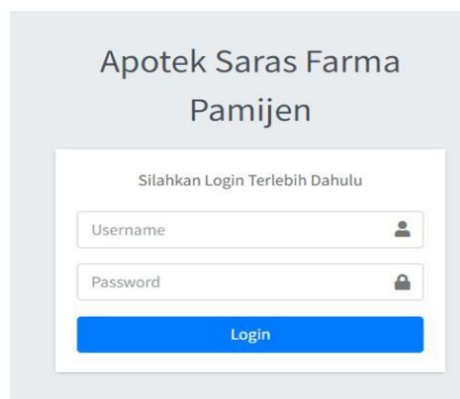 Apotek Saras Farma
Pamijen
Silahkan Login Terlebih Dahulu
Username
Password
Login